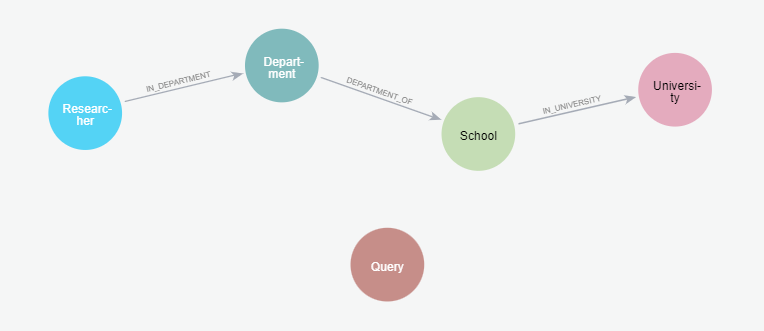 Researc-
her
IN_DEPARTMENT
Depart-
ment
DEPARTMENT_OF
School
IN_UNIVERSITY
Universi-
ty
Query